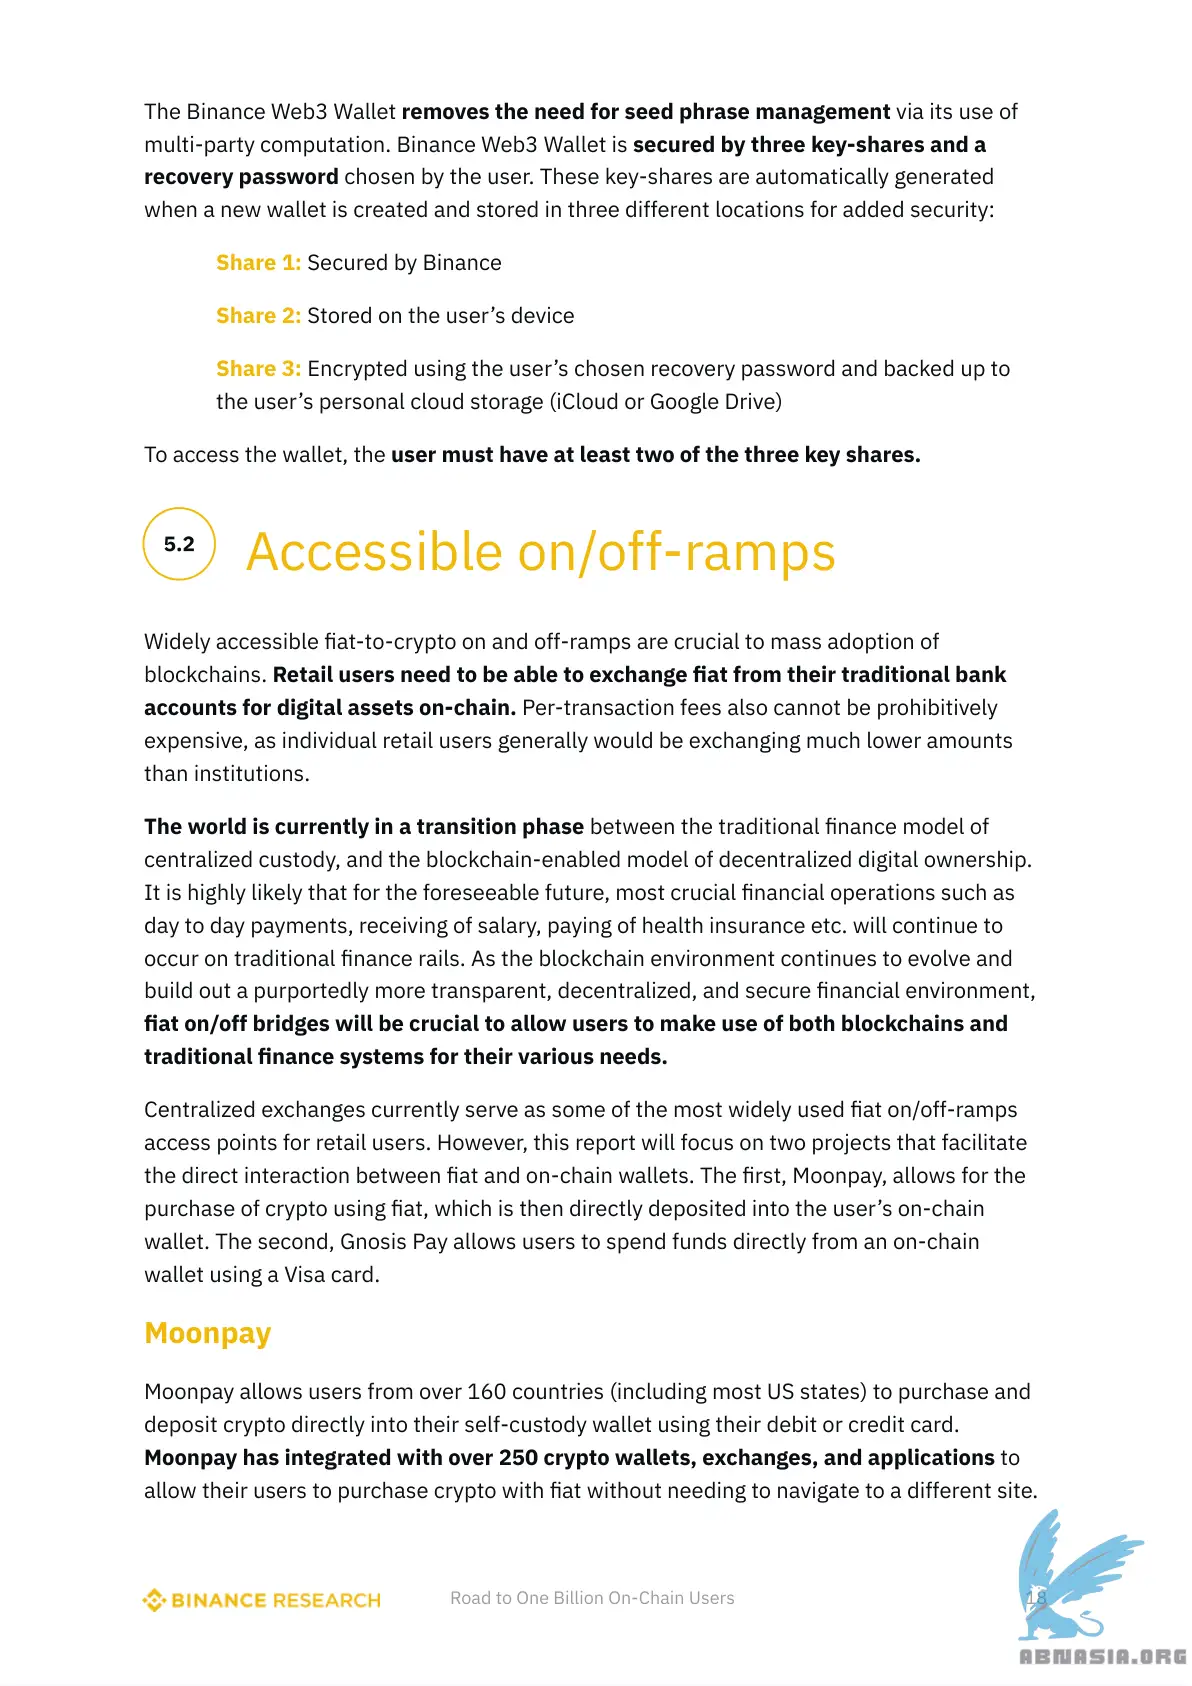 The Binance Web3 Wallet removes the need for seed phrase management via its use of
multi-party computation. Binance Web3 Wallet is secured by three key-shares and a
recovery password chosen by the user. These key-shares are automatically generated
when a new wallet is created and stored in three different locations for added security:
Share 1: Secured by Binance
Share 2: Stored on the user’s device
Share 3: Encrypted using the user’s chosen recovery password and backed up to
the user’s personal cloud storage (iCloud or Google Drive)
To access the wallet, the user must have at least two of the three key shares.
5.2 Accessible on/off-ramps
Widely accessible fiat-to-crypto on and off-ramps are crucial to mass adoption of
blockchains. Retail users need to be able to exchange fiat from their traditional bank
accounts for digital assets on-chain. Per-transaction fees also cannot be prohibitively
expensive, as individual retail users generally would be exchanging much lower amounts
than institutions.
The world is currently in a transition phase between the traditional finance model of
centralized custody, and the blockchain-enabled model of decentralized digital ownership.
It is highly likely that for the foreseeable future, most crucial financial operations such as
day to day payments, receiving of salary, paying of health insurance etc. will continue to
occur on traditional finance rails. As the blockchain environment continues to evolve and
build out a purportedly more transparent, decentralized, and secure financial environment,
fiat on/off bridges will be crucial to allow users to make use of both blockchains and
traditional finance systems for their various needs.
Centralized exchanges currently serve as some of the most widely used fiat on/off-ramps
access points for retail users. However, this report will focus on two projects that facilitate
the direct interaction between fiat and on-chain wallets. The first, Moonpay, allows for the
purchase of crypto using fiat, which is then directly deposited into the user’s on-chain
wallet. The second, Gnosis Pay allows users to spend funds directly from an on-chain
wallet using a Visa card.
Moonpay
Moonpay allows users from over 160 countries (including most US states) to purchase and
deposit crypto directly into their self-custody wallet using their debit or credit card.
Moonpay has integrated with over 250 crypto wallets, exchanges, and applications to
allow their users to purchase crypto with fiat without needing to navigate to a different site.
BINANCE RESEARCH
Road to One Billion On-Chain Users
18
ABNASIA.ORG